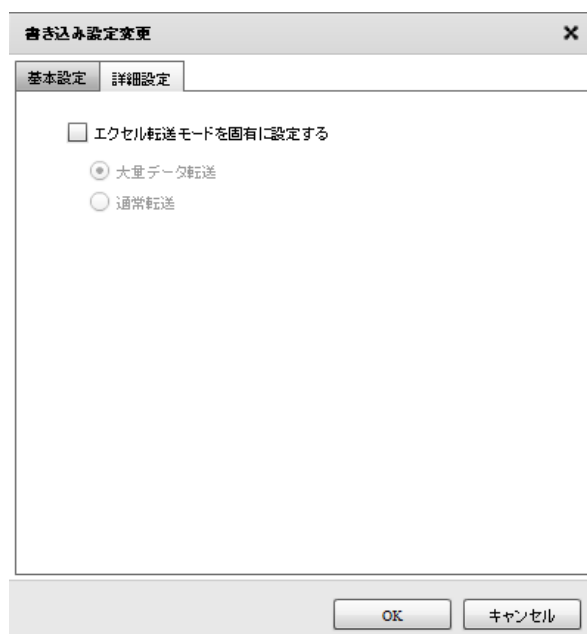 書き込み設定変更
基本設定 詳細設定
エクセル転送モードを固有に設定する
大量データ転送
通常転送
OK キャンセル